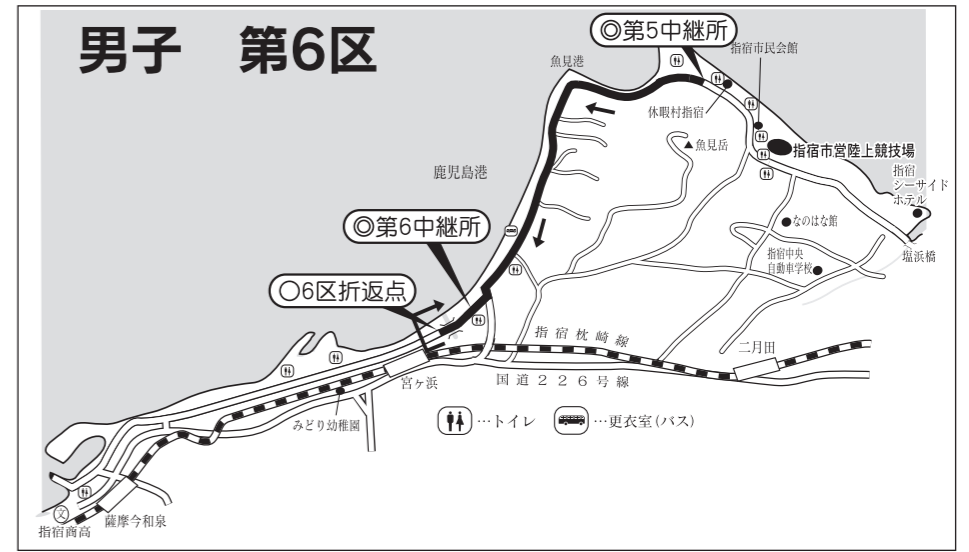 男子 第6区
◎第5中継所
指宿市民会館
魚見港
休暇村指宿
魚見岳
指宿市営陸上競技場
鹿児島港
指宿
シーサイド
ホテル
◎第6中継所
なのはな館
塩浜橋
指宿中央
自動車学校
○6区折返点
指宿枕崎線
二月田
宮ヶ浜
国道226号線
みどり幼稚園
…トイレ
…更衣室(バス)
文
薩摩今和泉
指宿商高